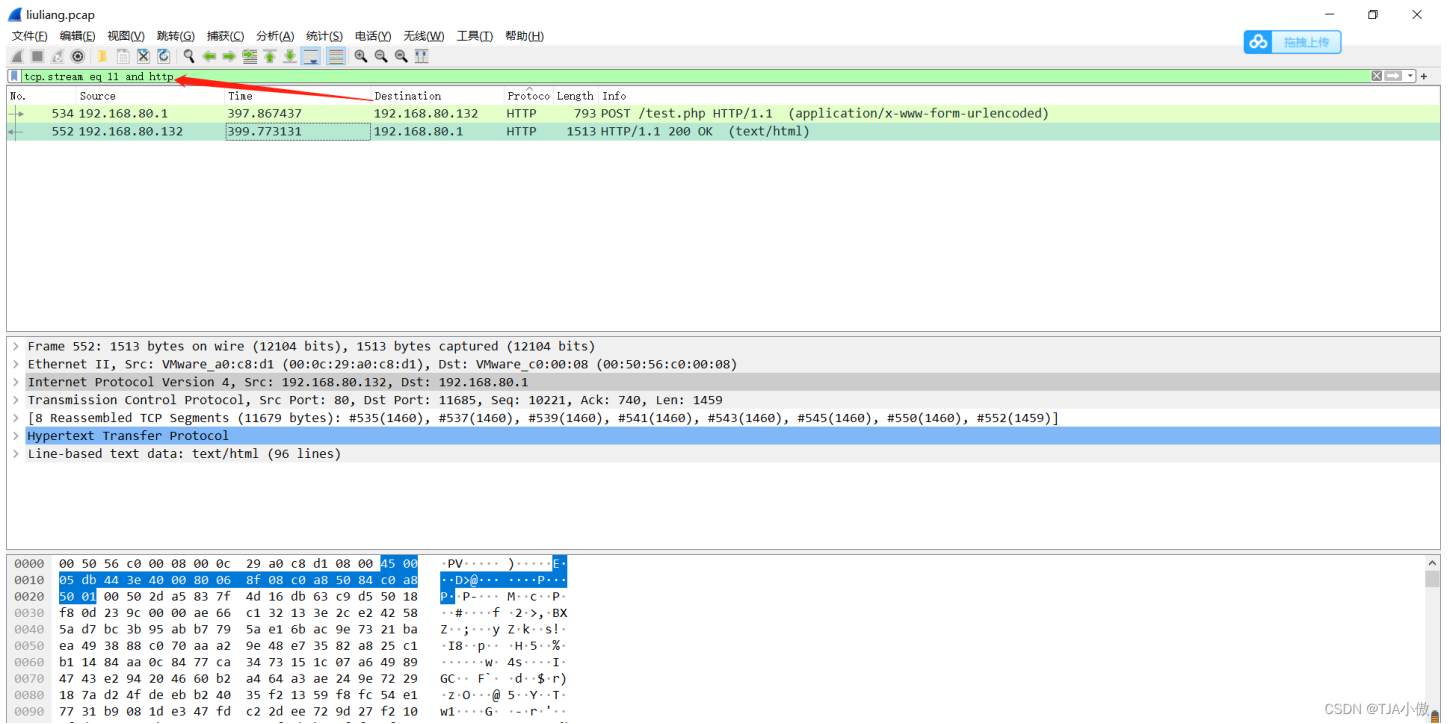 liuliang.pcap
文件(F) 编辑(E) 视图(V) 跳转(G) 捕获(C) 分析(A) 统计(S) 电话(Y) 无线(W) 工具(T) 帮助(H)
拖拽上传
tcp.stream eq 11 and http
No. Source Time Destination Protoco Length Info
534 192.168.80.1 397.867437 192.168.80.132 HTTP 793 POST /test.php HTTP/1.1 (application/x-www-form-urlencoded)
552 192.168.80.132 399.773131 192.168.80.1 HTTP 1513 HTTP/1.1 200 OK (text/html)
Frame 552: 1513 bytes on wire (12104 bits), 1513 bytes captured (12104 bits)
Ethernet II, Src: VMware_a0:c8:d1 (00:0c:29:a0:c8:d1), Dst: VMware_c0:00:08 (00:50:56:c0:00:08)
Internet Protocol Version 4, Src: 192.168.80.132, Dst: 192.168.80.1
Transmission Control Protocol, Src Port: 80, Dst Port: 11685, Seq: 10221, Ack: 740, Len: 1459
[8 Reassembled TCP Segments (11679 bytes): #535(1460), #537(1460), #539(1460), #541(1460), #543(1460), #545(1460), #550(1460), #552(1459)]
Hypertext Transfer Protocol
Line-based text data: text/html (96 lines)
0000 00 50 56 c0 00 08 00 0c 29 a0 c8 d1 08 00 45 00 ·PV····· )·····E·
0010 05 db 44 3e 40 00 80 06 8f 08 c0 a8 50 84 c0 a8 ··D>@··· ····P···
0020 50 01 00 50 2d a5 83 7f 4d 16 db 63 c9 d5 50 18 P··P-··· M··c··P·
0030 f8 0d 23 9c 00 00 ae 66 c1 32 13 3e 2c e2 42 58 ··#····f ·2·>,·BX
0040 5a d7 bc 3b 95 ab b7 79 5a e1 6b ac 9e 73 21 ba Z··;···y Z·k··s!·
0050 ea 49 38 88 c0 70 aa a2 9e 48 e7 35 82 a8 25 c1 ·I8··p·· ·H·5··%·
0060 b1 14 84 aa 0c 84 77 ca 34 73 15 1c 07 a6 49 89 ······w· 4s····I·
0070 47 43 e2 94 20 46 60 b2 a4 64 a3 ae 24 9e 72 29 GC·· F`· ·d··$·r)
0080 18 7a d2 4f de eb b2 40 35 f2 13 59 f8 fc 54 e1 ·z·O···@ 5··Y··T·
0090 77 31 b9 08 1d e3 47 fd c2 2d ee 72 9d 27 f2 10 w1····G· ·-·r·'··
CSDN @TJA小傲